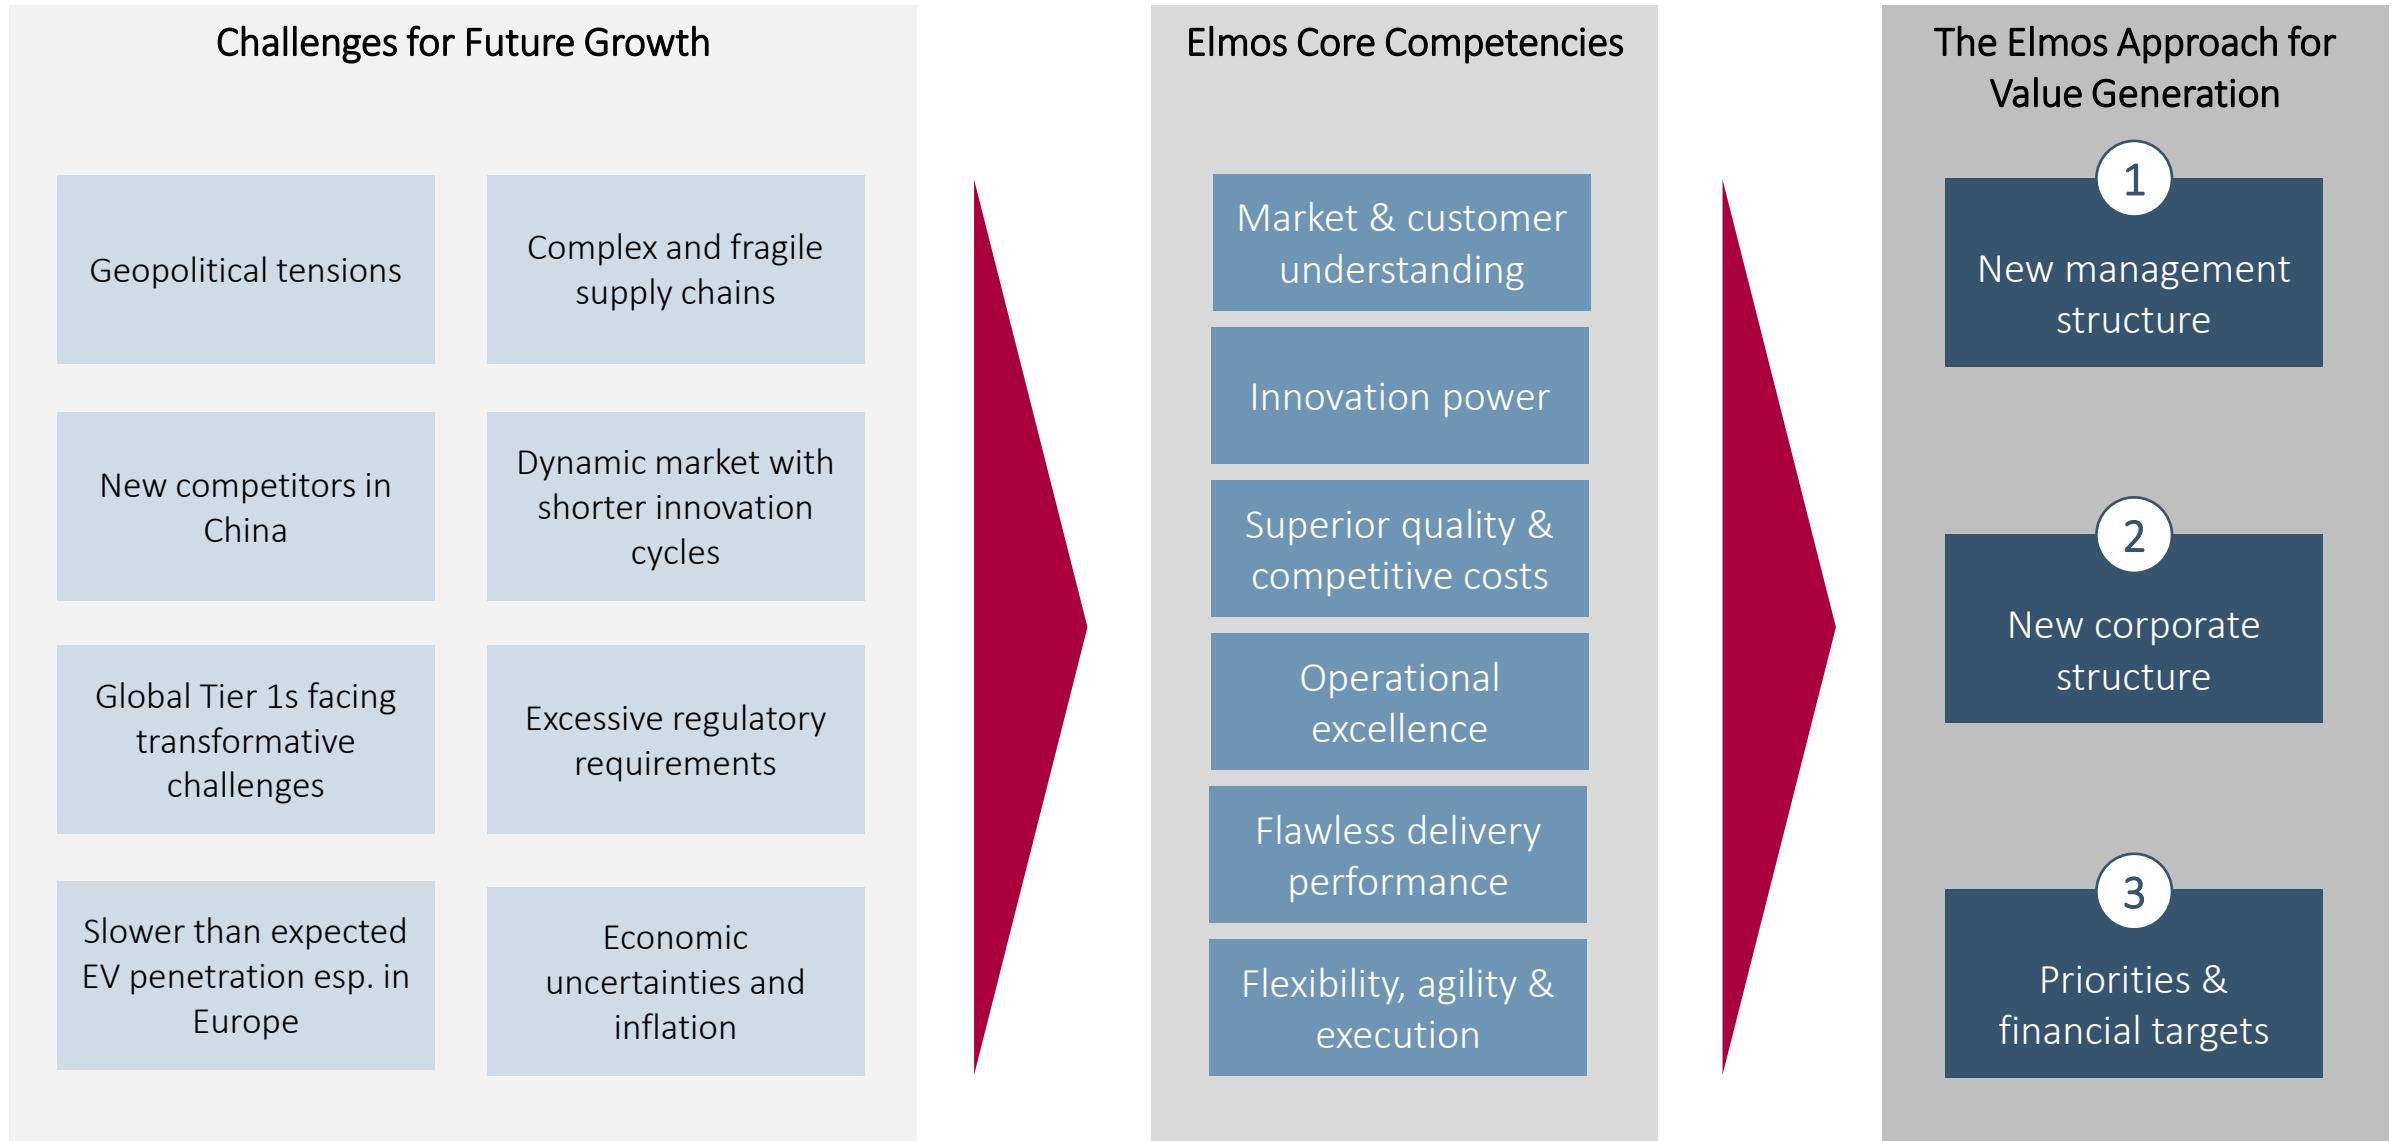 Challenges for Future Growth
Geopolitical tensions
Complex and fragile
supply chains
New competitors in
China
Dynamic market with
shorter innovation
cycles
Global Tier 1s facing
transformative
challenges
Excessive regulatory
requirements
Slower than expected
EV penetration esp. in
Europe
Economic
uncertainties and
inflation
Elmos Core Competencies
Market & customer
understanding
Innovation power
Superior quality &
competitive costs
Operational
excellence
Flawless delivery
performance
Flexibility, agility &
execution
The Elmos Approach for
Value Generation
1
New management
structure
2
New corporate
structure
3
Priorities &
financial targets